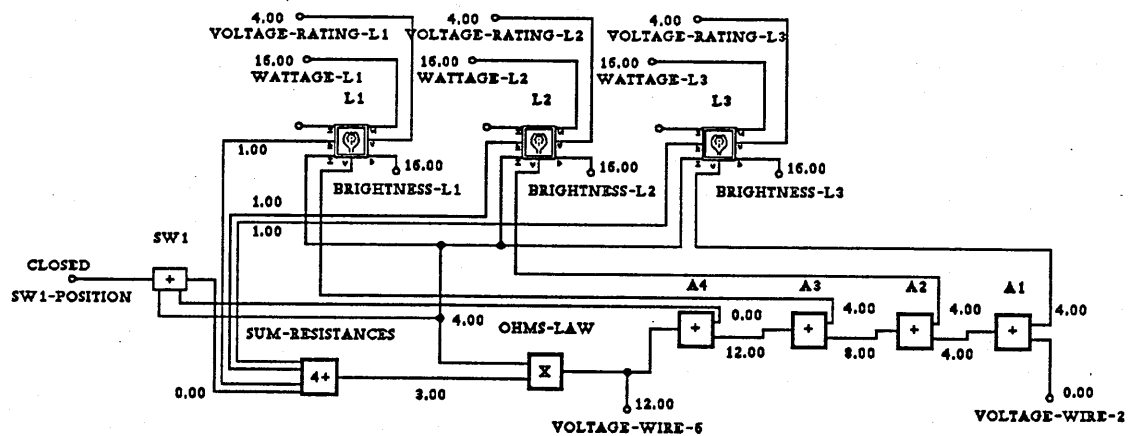 4.00 4.00 4.00
VOLTAGE-RATING-L1 VOLTAGE-RATING-L2 VOLTAGE-RATING-L3
16.00 16.00 16.00
WATTAGE-L1 WATTAGE-L2 WATTAGE-L3
L1 L2 L3
1.00
16.00 16.00 16.00
BRIGHTNESS-L1 BRIGHTNESS-L2 BRIGHTNESS-L3
1.00
1.00
SW1
CLOSED
+
SW1-POSITION
A4 A3 A2 A1
0.00 4.00 4.00 4.00
SUM-RESISTANCES 4.00 OHMS-LAW
+ + + +
12.00 8.00 4.00
4+ X
0.00 3.00
12.00 0.00
VOLTAGE-WIRE-6 VOLTAGE-WIRE-2